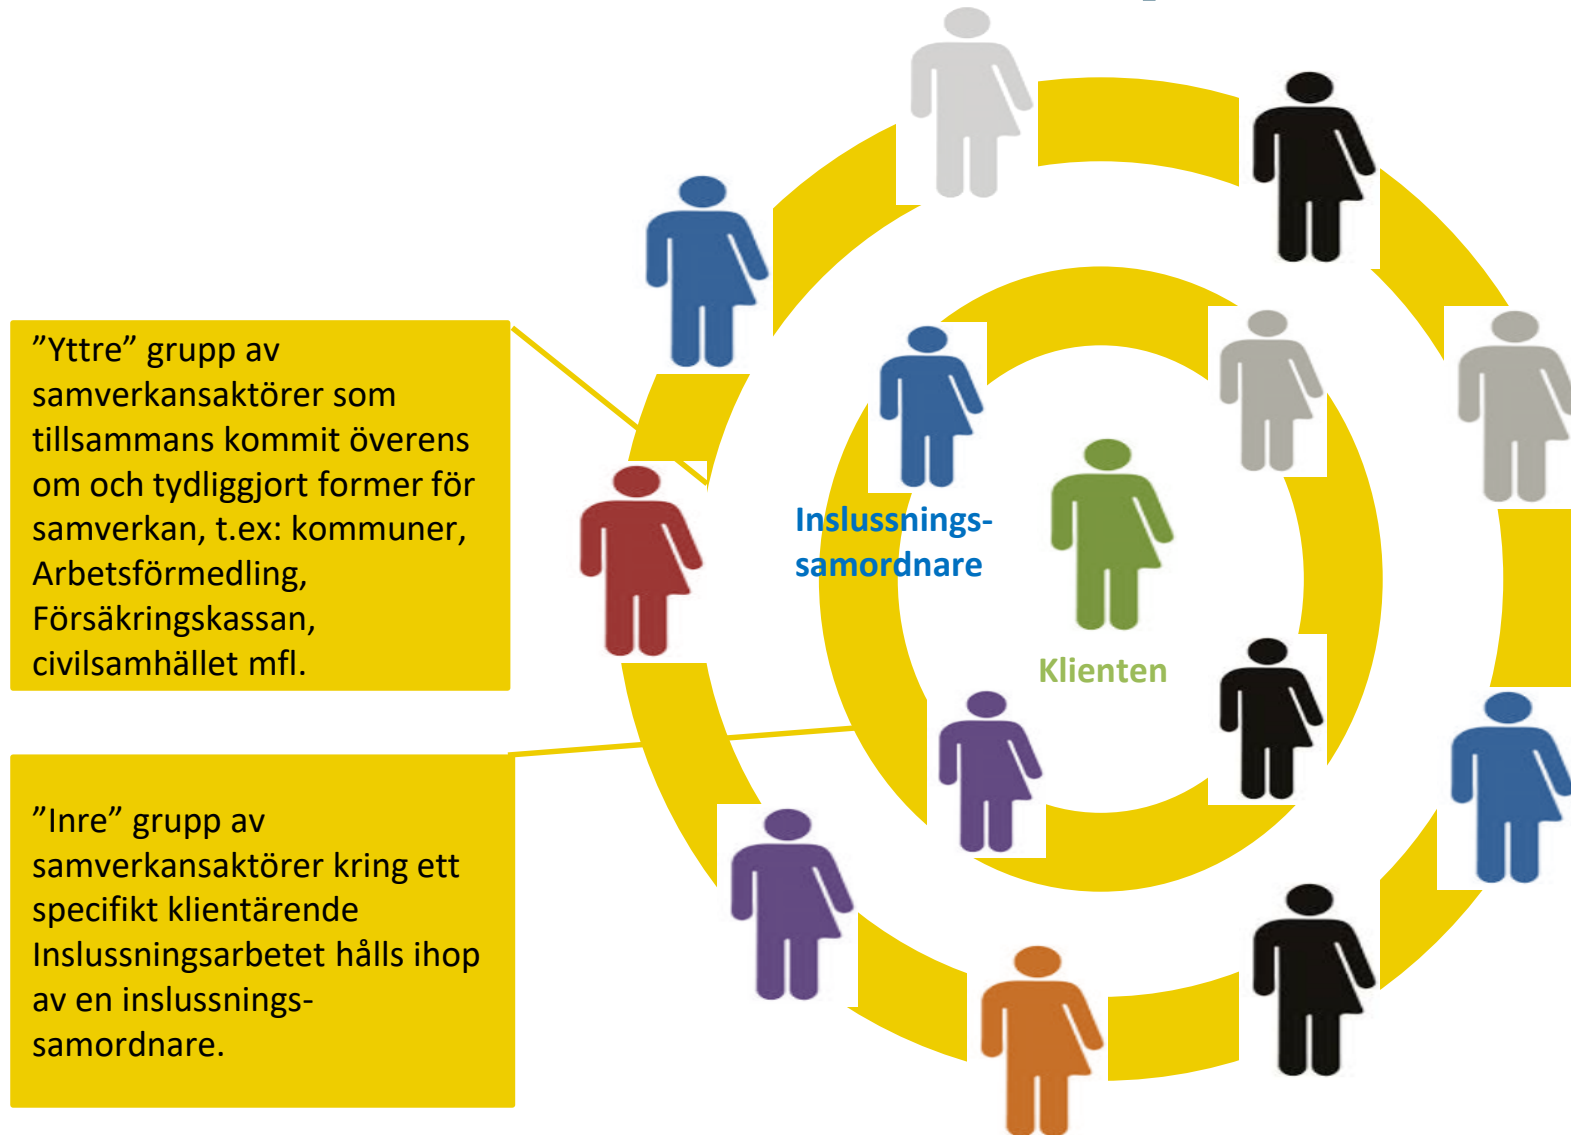 ”Yttre” grupp av
samverkansaktörer som
tillsammans kommit överens
om och tydliggjort former för
samverkan, t.ex: kommuner,
Arbetsförmedling,
Försäkringskassan,
civilsamhället mfl.
”Inre” grupp av
samverkansaktörer kring ett
specifikt klientärende
Inslussningsarbetet hålls ihop
av en inslussnings-
samordnare.
Inslussnings-
samordnare
Klienten